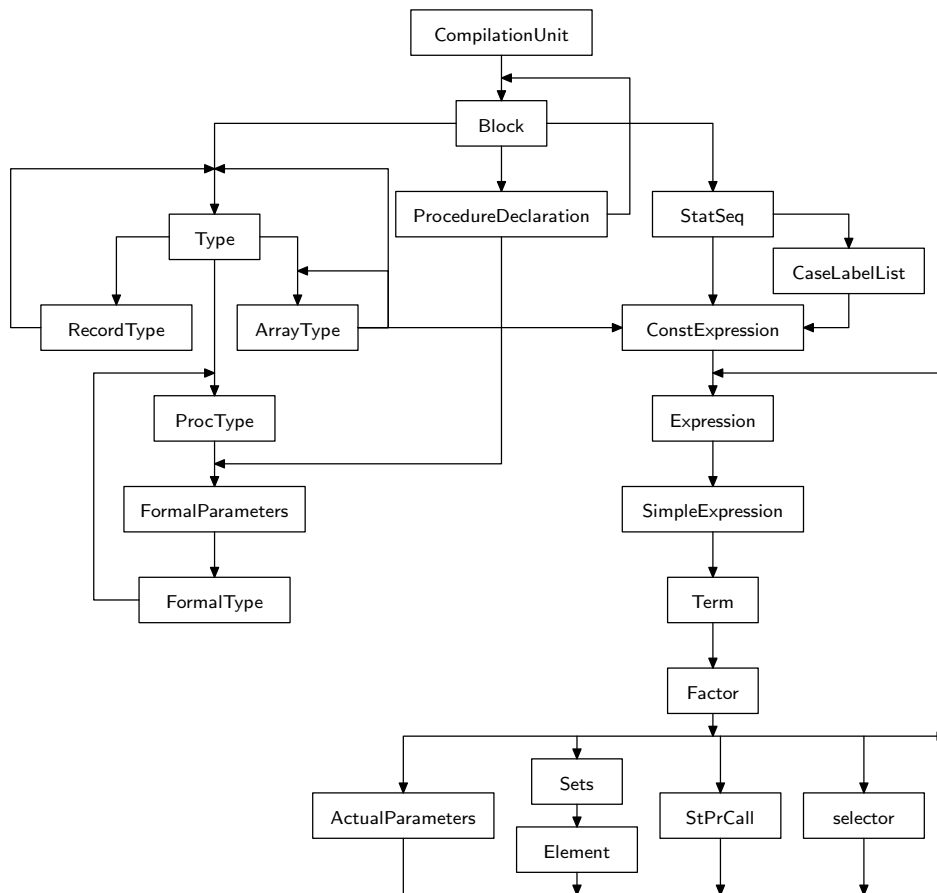 CompilationUnit
Block
ProcedureDeclaration
StatSeq
Type
CaseLabelList
RecordType
ArrayType
ConstExpression
ProcType
Expression
FormalParameters
SimpleExpression
FormalType
Term
Factor
Sets
ActualParameters
StPrCall
selector
Element